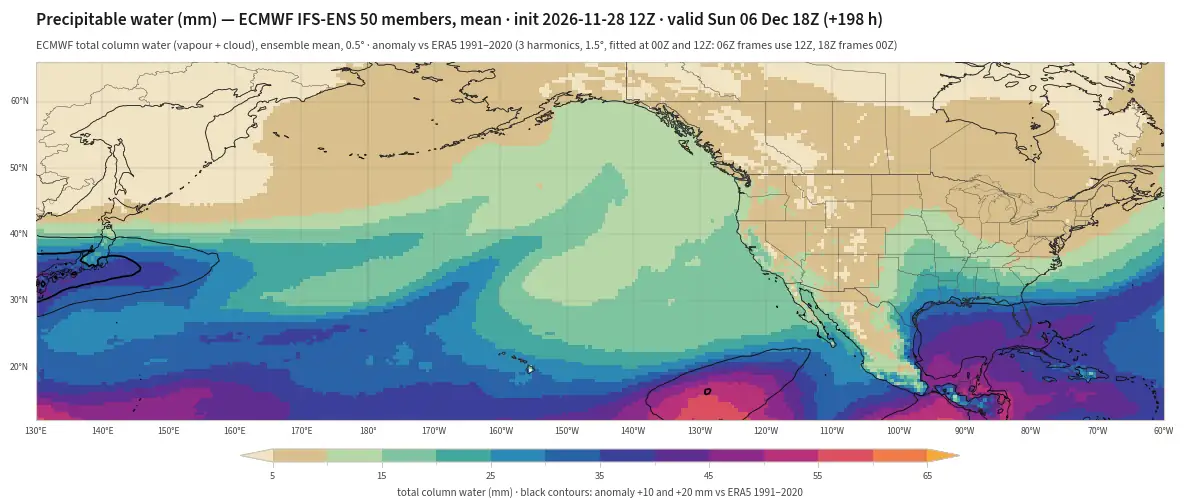 Precipitable water (mm) — ECMWF IFS-ENS 50 members, mean · init 2026-11-28 12Z · valid Sun 06 Dec 18Z (+198 h)
ECMWF total column water (vapour + cloud), ensemble mean, 0.5° · anomaly vs ERA5 1991–2020 (3 harmonics, 1.5°, fitted at 00Z and 12Z: 06Z frames use 12Z, 18Z frames 00Z)
60°N
50°N
40°N
30°N
20°N
130°E 140°E 150°E 160°E 170°E 180° 170°W 160°W 150°W 140°W 130°W 120°W 110°W 100°W 90°W 80°W 70°W 60°W
5 15 25 35 45 55 65
total column water (mm) · black contours: anomaly +10 and +20 mm vs ERA5 1991–2020